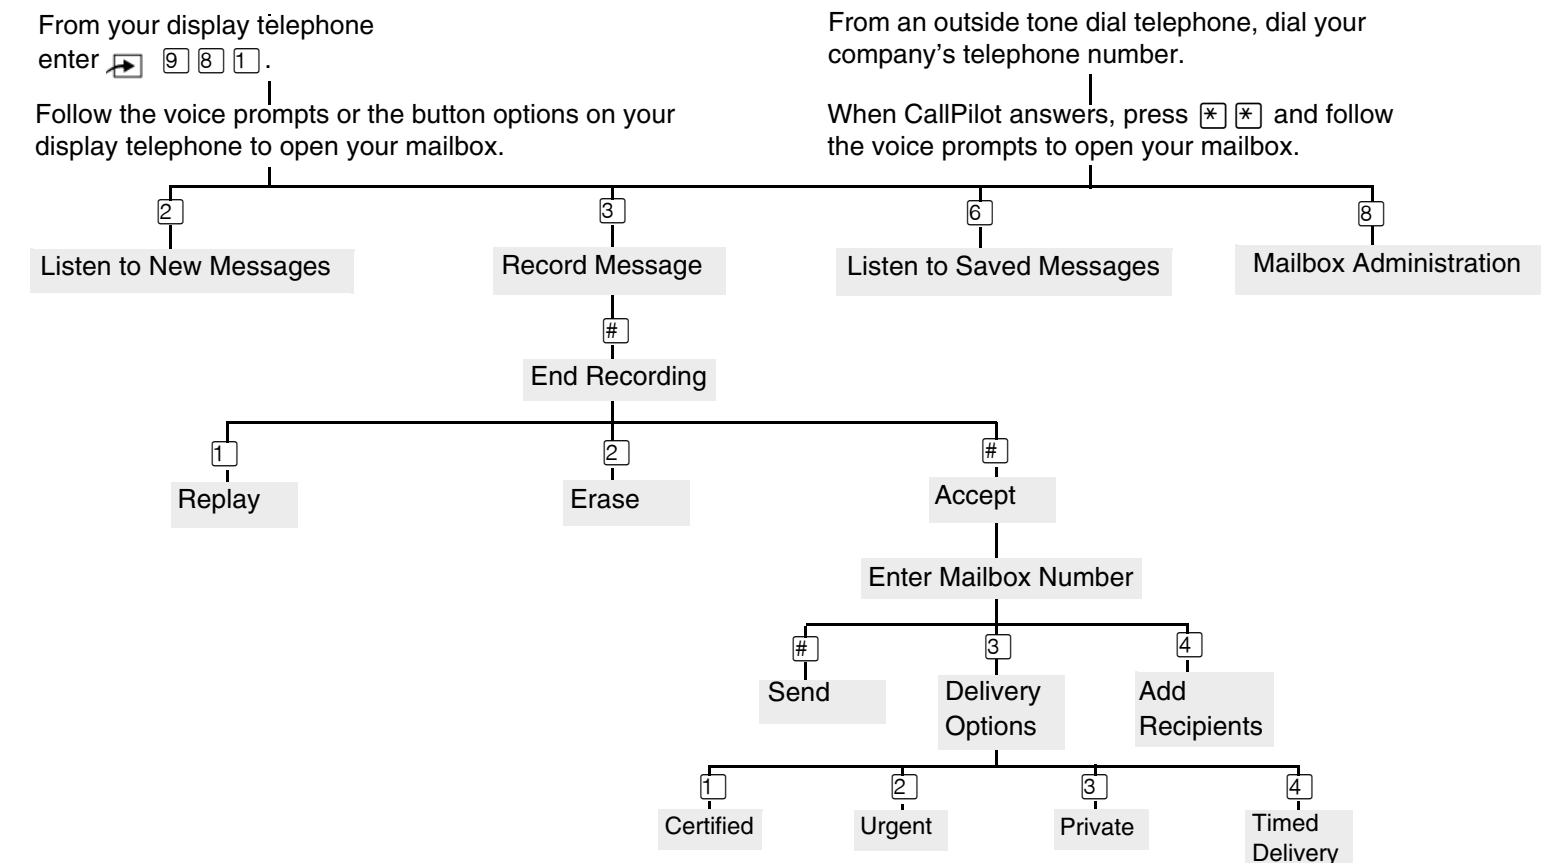 From your display telephone
enter 9 8 1 .
From an outside tone dial telephone, dial your
company’s telephone number.
Follow the voice prompts or the button options on your
display telephone to open your mailbox.
When CallPilot answers, press * * and follow
the voice prompts to open your mailbox.
2
3
6
8
Listen to New Messages
Record Message
Listen to Saved Messages
Mailbox Administration
#
End Recording
1
2
#
Replay
Erase
Accept
Enter Mailbox Number
#
3
4
Send
Delivery
Options
Add
Recipients
1
2
3
4
Certified
Urgent
Private
Timed
Delivery